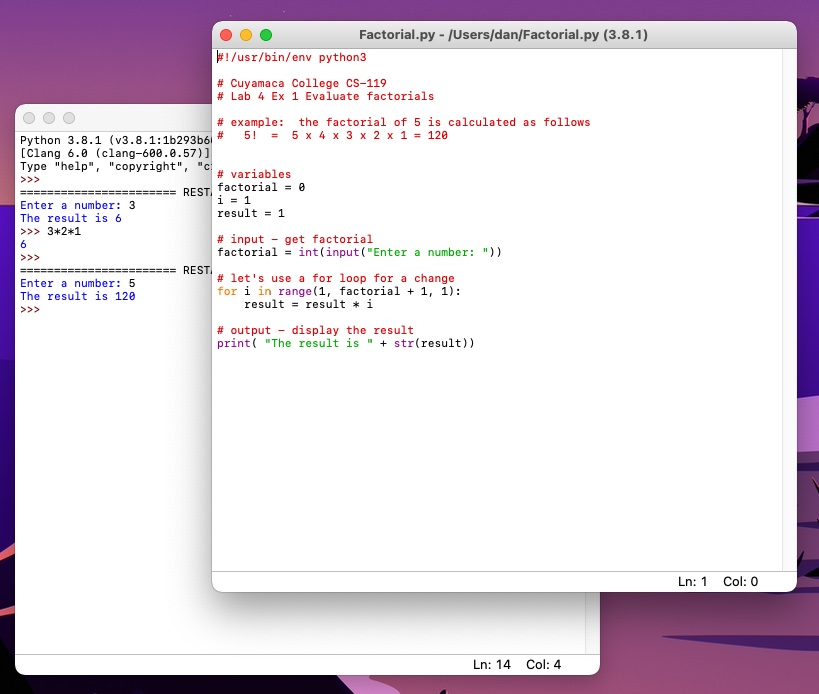 Factorial.py - /Users/dan/Factorial.py (3.8.1)
#!/usr/bin/env python3
# Cuyamaca College CS-119
# Lab 4 Ex 1 Evaluate factorials
# example:  the factorial of 5 is calculated as follows
#   5!  =  5 x 4 x 3 x 2 x 1 = 120
# variables
factorial = 0
i = 1
result = 1
# input - get factorial
factorial = int(input("Enter a number: "))
# let's use a for loop for a change
for i in range(1, factorial + 1, 1):
    result = result * i
# output - display the result
print( "The result is " + str(result))
Ln: 1 Col: 0
Python 3.8.1 (v3.8.1:1b293b6
[Clang 6.0 (clang-600.0.57)]
Type "help", "copyright",
>>>
======================= RESTA
Enter a number: 3
The result is 6
>>> 3*2*1
6
>>>
======================= RESTA
Enter a number: 5
The result is 120
>>>
Ln: 14 Col: 4